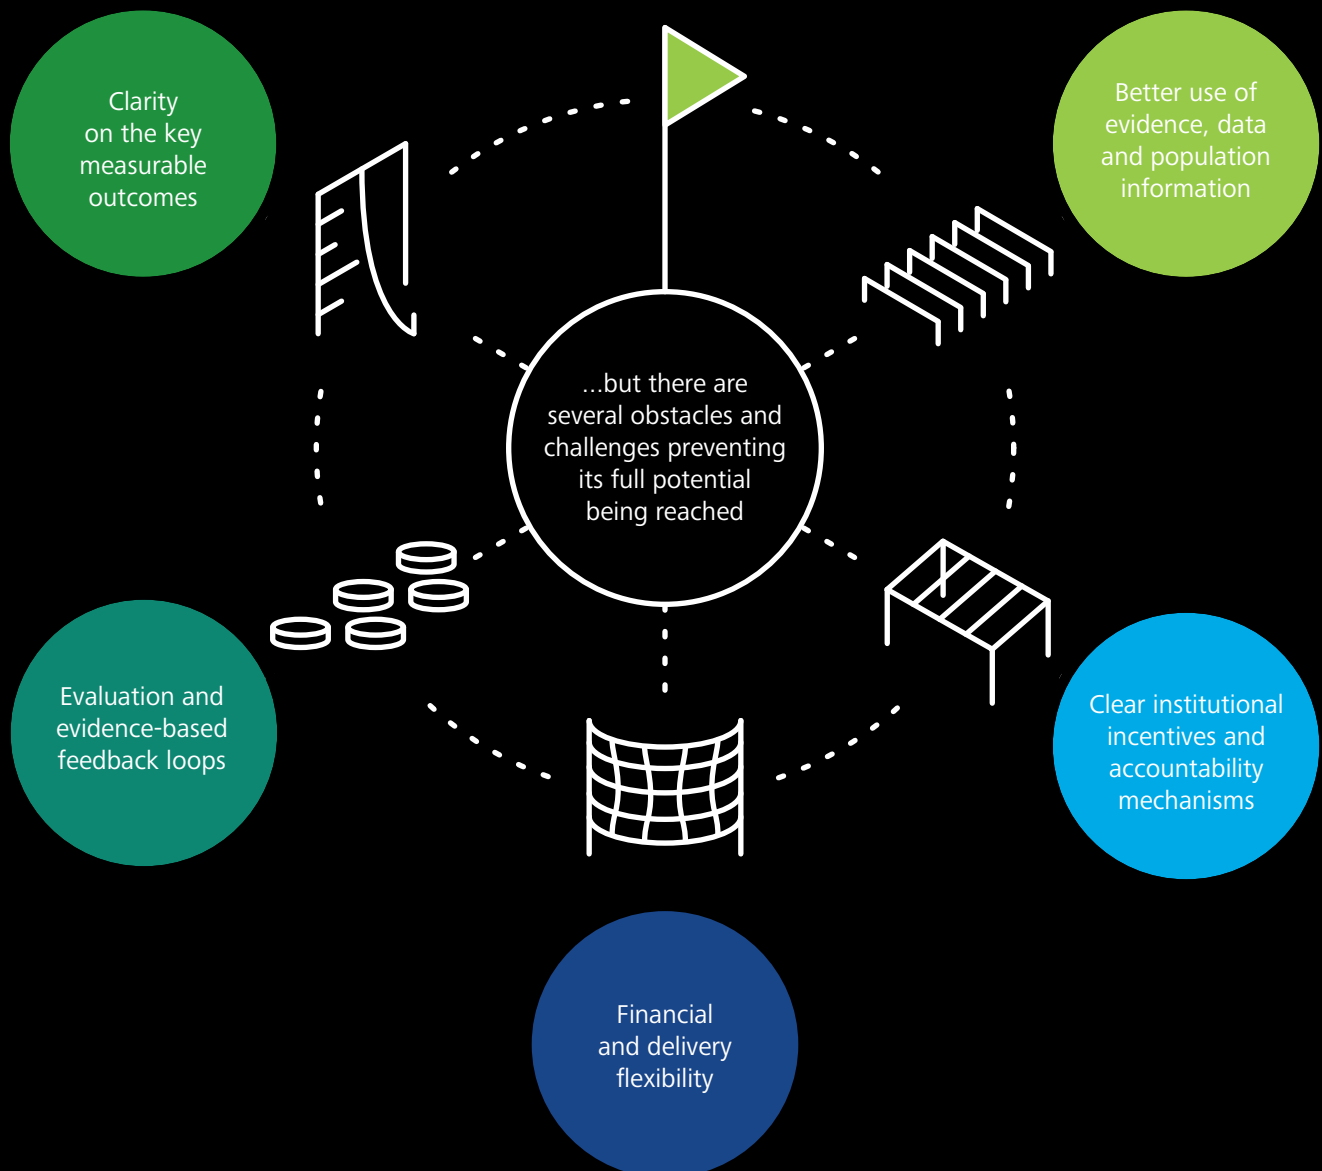 Clarity
on the key
measurable
outcomes
Better use of
evidence, data
and population
information
...but there are
several obstacles and
challenges preventing
its full potential
being reached
Evaluation and
evidence-based
feedback loops
Clear institutional
incentives and
accountability
mechanisms
Financial
and delivery
flexibility